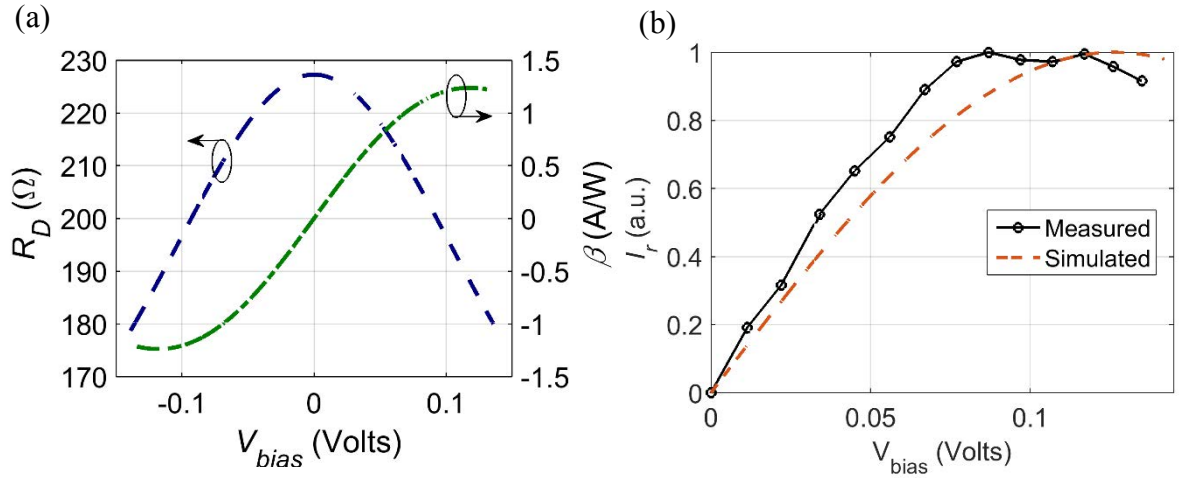 (a)
230
220
210
200
190
180
170
R_D (Ω)
-0.1
0
0.1
V_bias (Volts)
1.5
1
0.5
0
-0.5
-1
-1.5
β (A/W)
(b)
1
0.8
0.6
0.4
0.2
0
I_r (a.u.)
0
0.05
0.1
V_bias (Volts)
Measured
Simulated